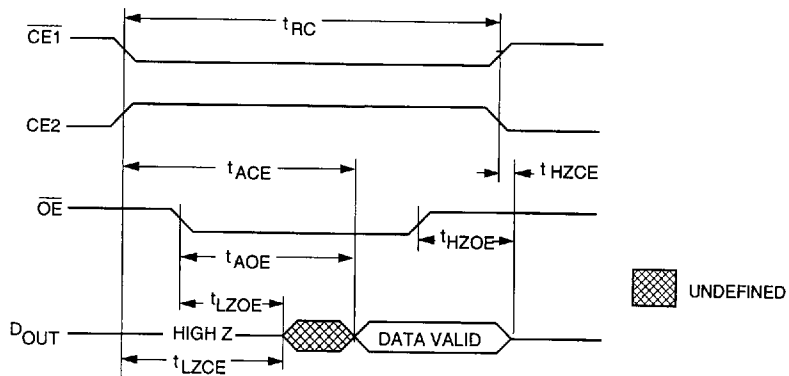 tRC
CE1
CE2
tACE
tHZCE
OE
tHZOE
tAOE
tLZOE
UNDEFINED
DOUT
HIGH Z
DATA VALID
tLZCE